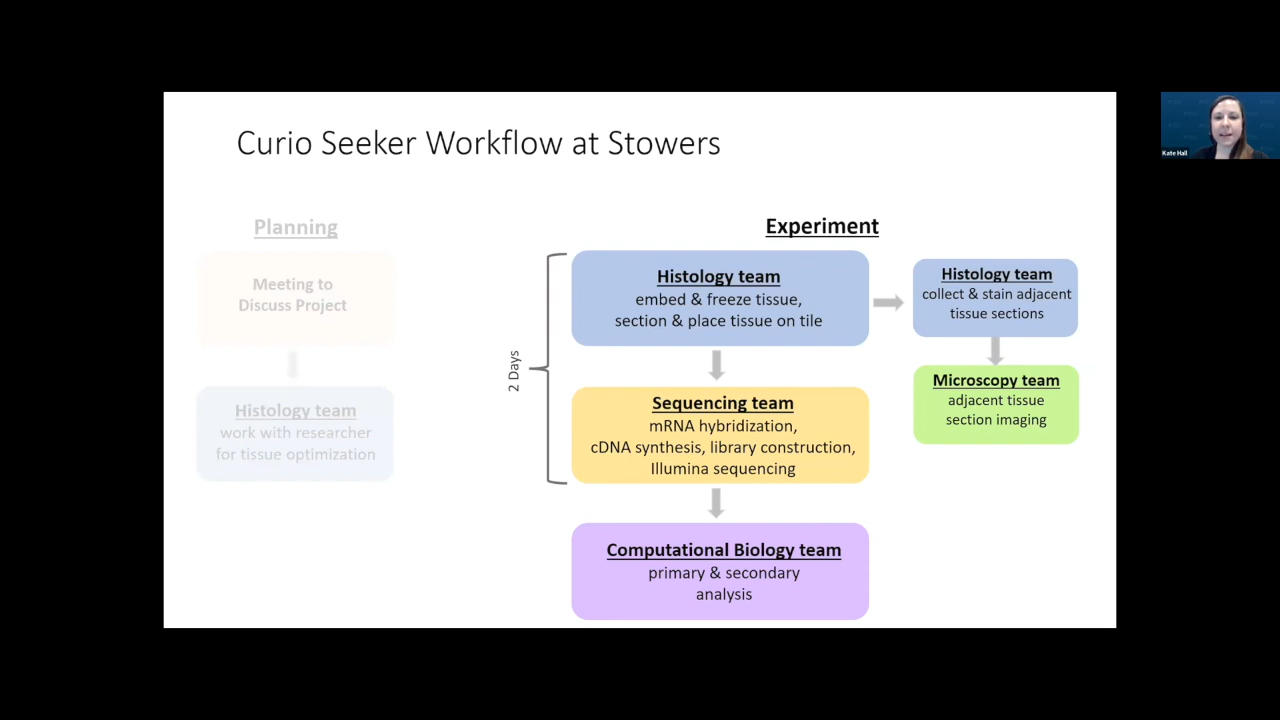 Curio Seeker Workflow at Stowers
Kate Hall
Planning
Meeting to
Discuss Project
Histology team
work with researcher
for tissue optimization
Experiment
2 Days
Histology team
embed & freeze tissue,
section & place tissue on tile
Sequencing team
mRNA hybridization,
cDNA synthesis, library construction,
Illumina sequencing
Computational Biology team
primary & secondary
analysis
Histology team
collect & stain adjacent
tissue sections
Microscopy team
adjacent tissue
section imaging